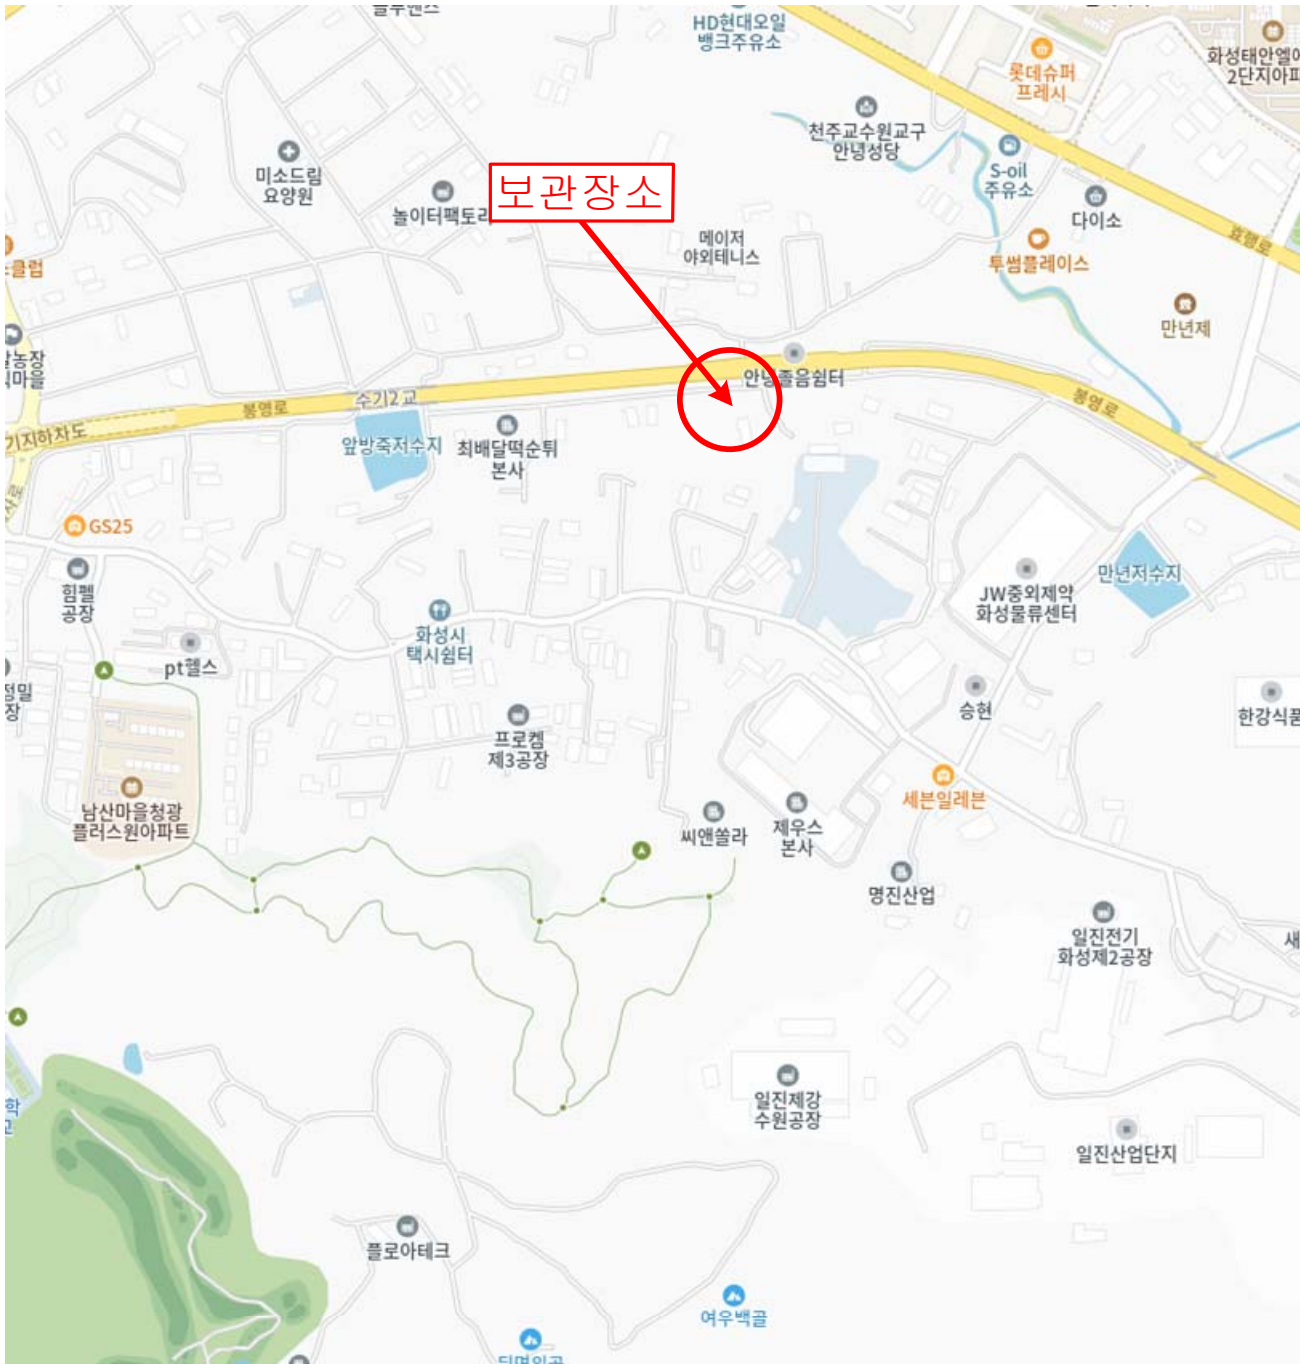 HD현대오일
뱅크주유소
롯데슈퍼
프레시
2단지아파
천주교수원교구
안녕성당
S-oil
주유소
다이소
미소드림
요양원
놀이터팩토리
보관장소
메이저
야외테니스
투썸플레이스
효행로
만년제
클럽
농장
마을
안녕졸음쉼터
봉영로
수기2교
봉영로
기지하차도
앞방죽저수지
최배달떡순튀
본사
GS25
힘펠
공장
만년저수지
JW중외제약
화성물류센터
화성시
택시쉼터
pt헬스
정밀
장
승현
한강식품
프로켐
제3공장
세븐일레븐
남산마을청광
플러스원아파트
씨앤쏠라
제우스
본사
명진산업
일진전기
화성제2공장
새
일진제강
수원공장
학
교
일진산업단지
플로아테크
여우백골